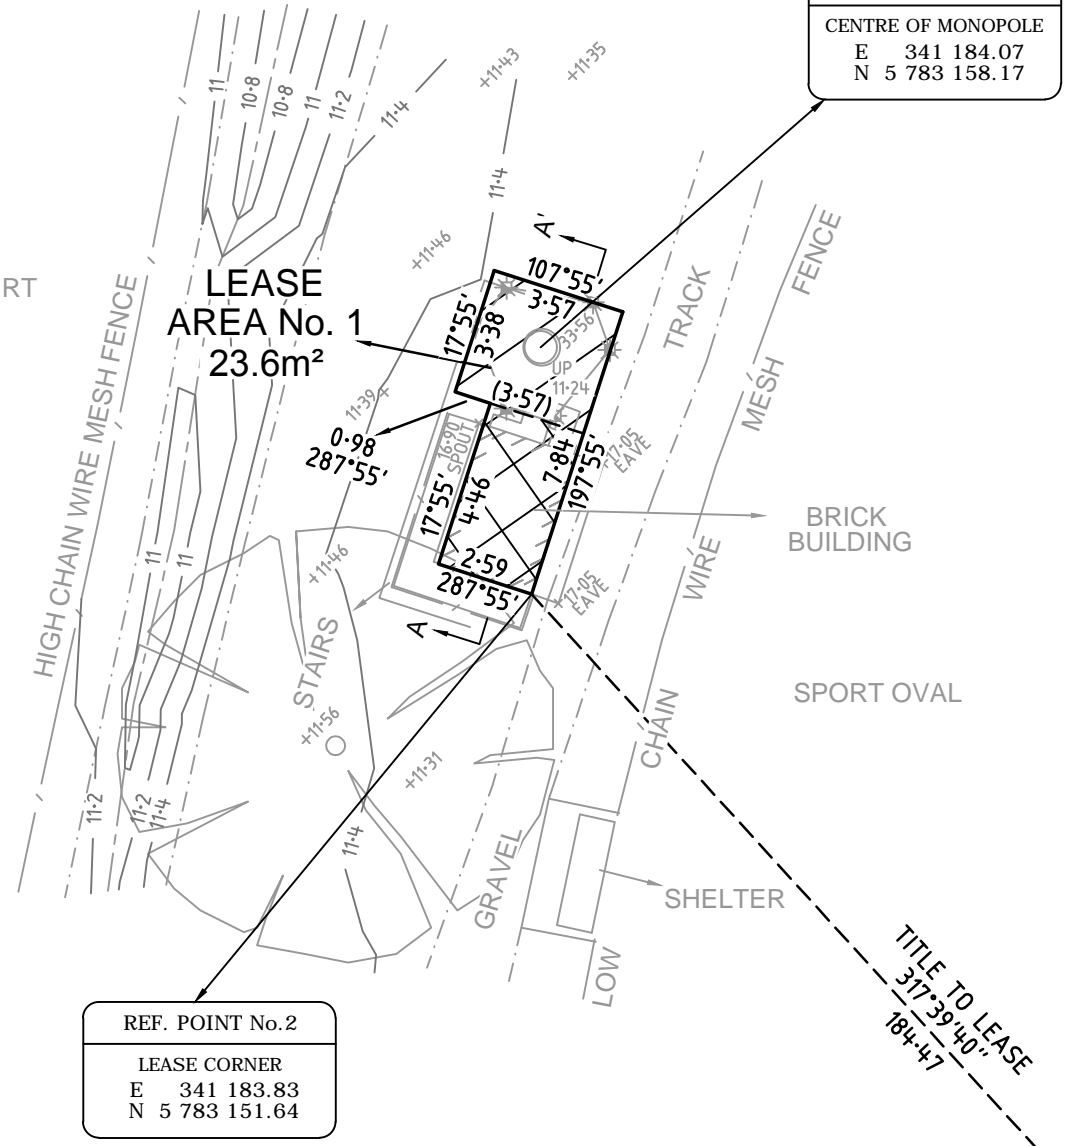 CENTRE OF MONOPOLE
E 341 184.07
N 5 783 158.17
11
10·8
10·8
11
11·2
11·4
+11·43
+11·35
11·4
+11·46
A'
RT
LEASE
AREA No. 1
23.6m²
107°55'
3·57
17°55'
3·38
33·56
UP
11·24
(3·57)
11·39+
0·98
287°55'
16·90
SPOUT
17°55'
4·46
7·84
197°55'
+17·05
EAVE
2·59
287°55'
+17·05
EAVE
A
TRACK
FENCE
MESH
WIRE
CHAIN
LOW
GRAVEL
BRICK
BUILDING
HIGH CHAIN WIRE MESH FENCE
11
11
+11·46
STAIRS
+11·56
+11·31
SPORT OVAL
11·2
11·2
11·4
11·4
SHELTER
TITLE TO LEASE
317°39'40"
184·47
REF. POINT No.2
LEASE CORNER
E 341 183.83
N 5 783 151.64